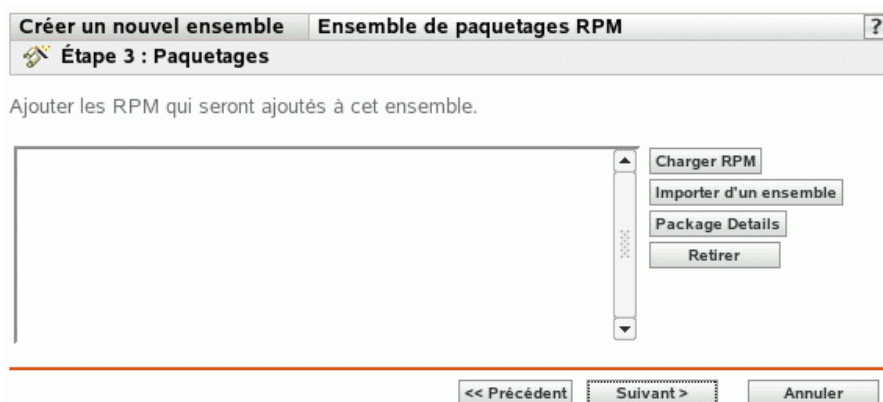 Créer un nouvel ensemble Ensemble de paquetages RPM ?
Étape 3 : Paquetages
Ajouter les RPM qui seront ajoutés à cet ensemble.
Charger RPM
Importer d'un ensemble
Package Details
Retirer
<< Précédent Suivant > Annuler